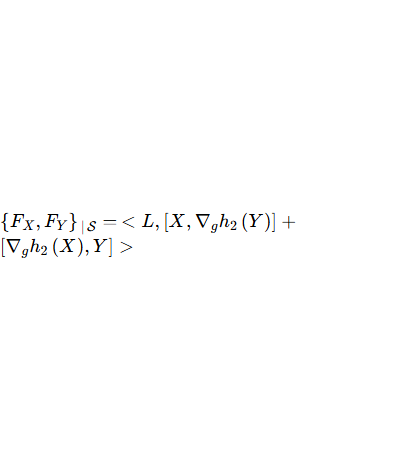 {F_X, F_Y}_{|𝒮} = < L, [X, ∇_g h_2 (Y)] +
[∇_g h_2 (X), Y] >